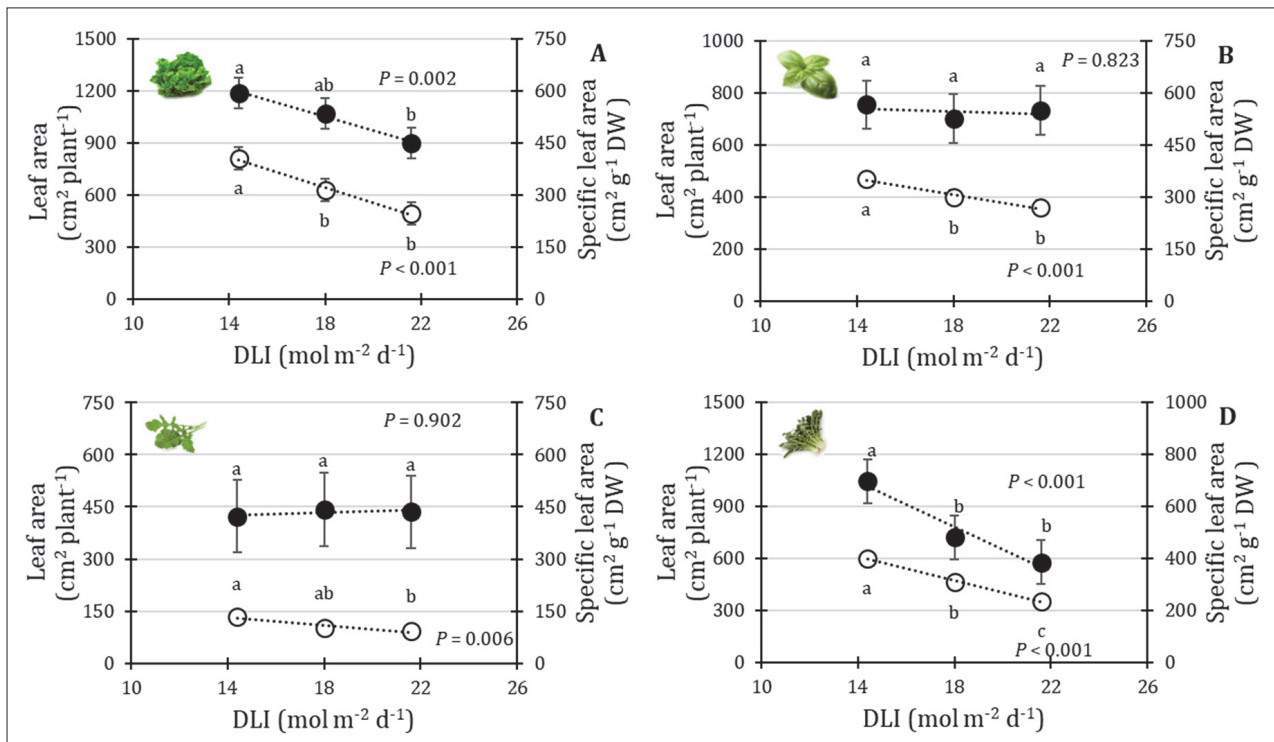 A
1500
1200
900
600
300
0
Leaf area
(cm² plant⁻¹)
a
ab
P = 0.002
b
a
b
b
P < 0.001
750
600
450
300
150
0
Specific leaf area
(cm² g⁻¹ DW )
10 14 18 22 26
DLI (mol m⁻² d⁻¹)
B
1000
800
600
400
200
0
Leaf area
(cm² plant⁻¹)
a
a
a
P = 0.823
a
b
b
P < 0.001
750
600
450
300
150
0
Specific leaf area
(cm² g⁻¹ DW )
10 14 18 22 26
DLI (mol m⁻² d⁻¹)
C
750
600
450
300
150
0
Leaf area
(cm² plant⁻¹)
P = 0.902
a
a
a
a
ab
b
P = 0.006
750
600
450
300
150
0
Specific leaf area
(cm² g⁻¹ DW )
10 14 18 22 26
DLI (mol m⁻² d⁻¹)
D
1500
1200
900
600
300
0
Leaf area
(cm² plant⁻¹)
a
P < 0.001
b
b
a
b
c
P < 0.001
1000
800
600
400
200
0
Specific leaf area
(cm² g⁻¹ DW )
10 14 18 22 26
DLI (mol m⁻² d⁻¹)